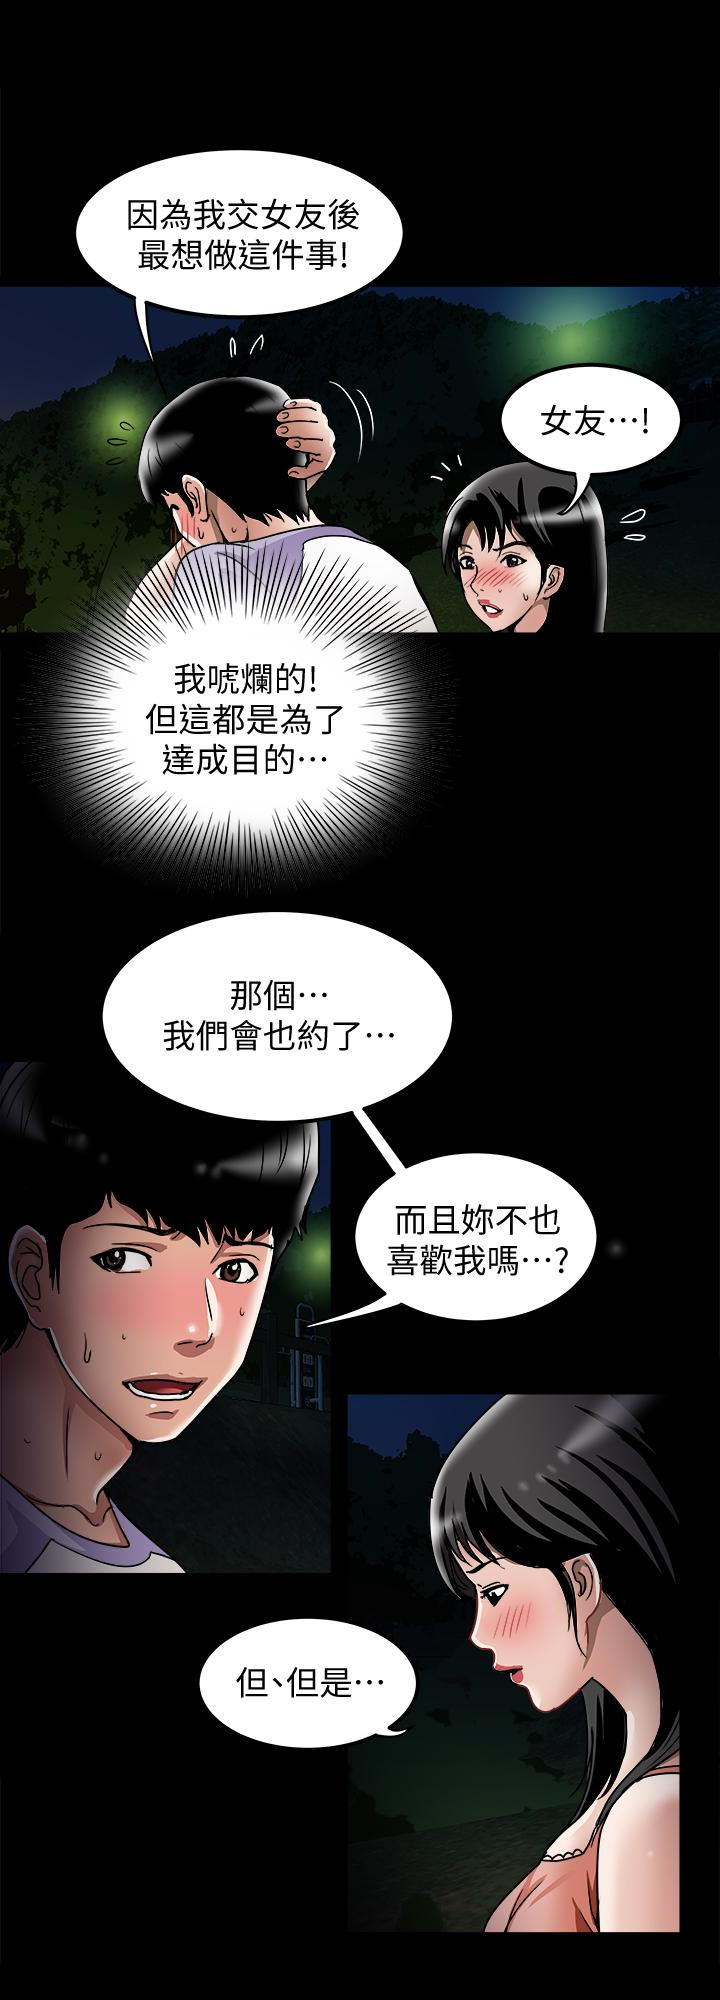 因為我交女友後
最想做這件事!
女友⋯!
我唬爛的!
但這都是為了
達成目的⋯
那個⋯
我們會也約了⋯
而且妳不也
喜歡我嗎⋯?
但、但是⋯